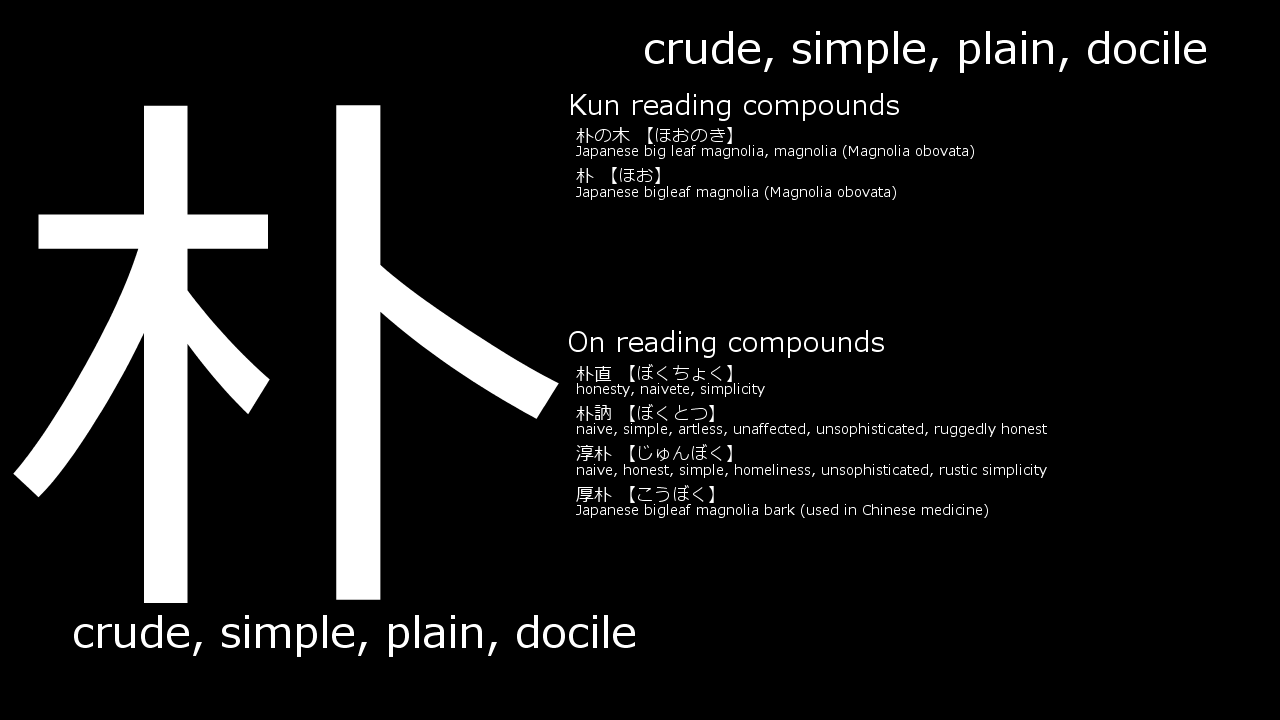 朴
crude, simple, plain, docile
crude, simple, plain, docile
Kun reading compounds
朴の木 【ほおのき】
Japanese big leaf magnolia, magnolia (Magnolia obovata)
朴 【ほお】
Japanese bigleaf magnolia (Magnolia obovata)
On reading compounds
朴直 【ぼくちょく】
honesty, naivete, simplicity
朴訥 【ぼくとつ】
naive, simple, artless, unaffected, unsophisticated, ruggedly honest
淳朴 【じゅんぼく】
naive, honest, simple, homeliness, unsophisticated, rustic simplicity
厚朴 【こうぼく】
Japanese bigleaf magnolia bark (used in Chinese medicine)